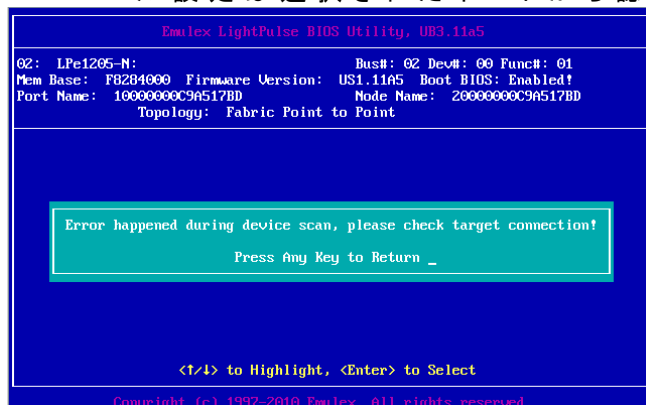 Emulex LightPulse BIOS Utility, UB3.11a5
02: LPe1205-N: Bus#: 02 Dev#: 00 Func#: 01
Mem Base: F8284000 Firmware Version: US1.11A5 Boot BIOS: Enabled!
Port Name: 10000000C9A517BD Node Name: 20000000C9A517BD
Topology: Fabric Point to Point
Error happened during device scan, please check target connection!
Press Any Key to Return _
<↑/↓> to Highlight, <Enter> to Select
Copyright (c) 1997-2010 Emulex. All rights reserved